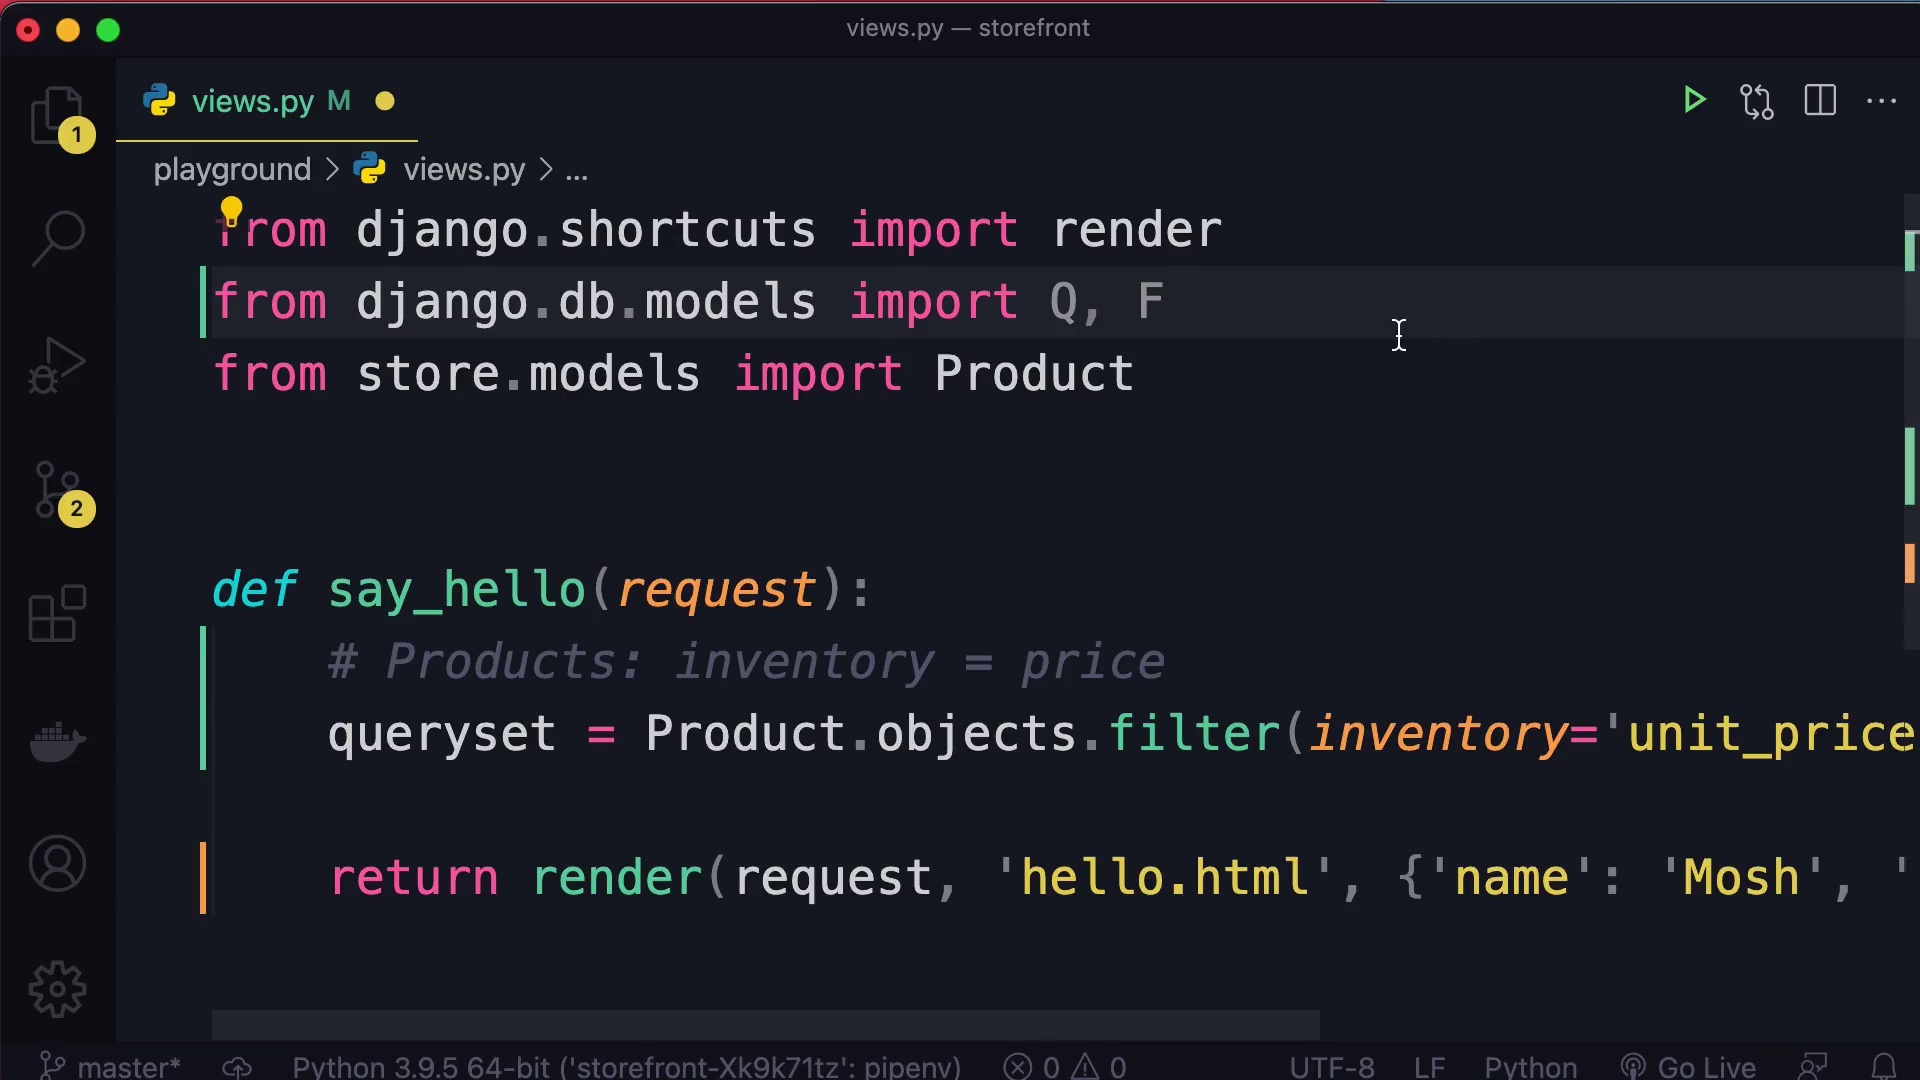 views.py — storefront
views.py M
1
playground > views.py > ...
from django.shortcuts import render
from django.db.models import Q, F
from store.models import Product
2
def say_hello(request):
# Products: inventory = price
queryset = Product.objects.filter(inventory='unit_price
return render(request, 'hello.html', {'name': 'Mosh', '
master* Python 3.9.5 64-bit ('storefront-Xk9k71tz': pipenv) 0 0 UTF-8 LF Python Go Live